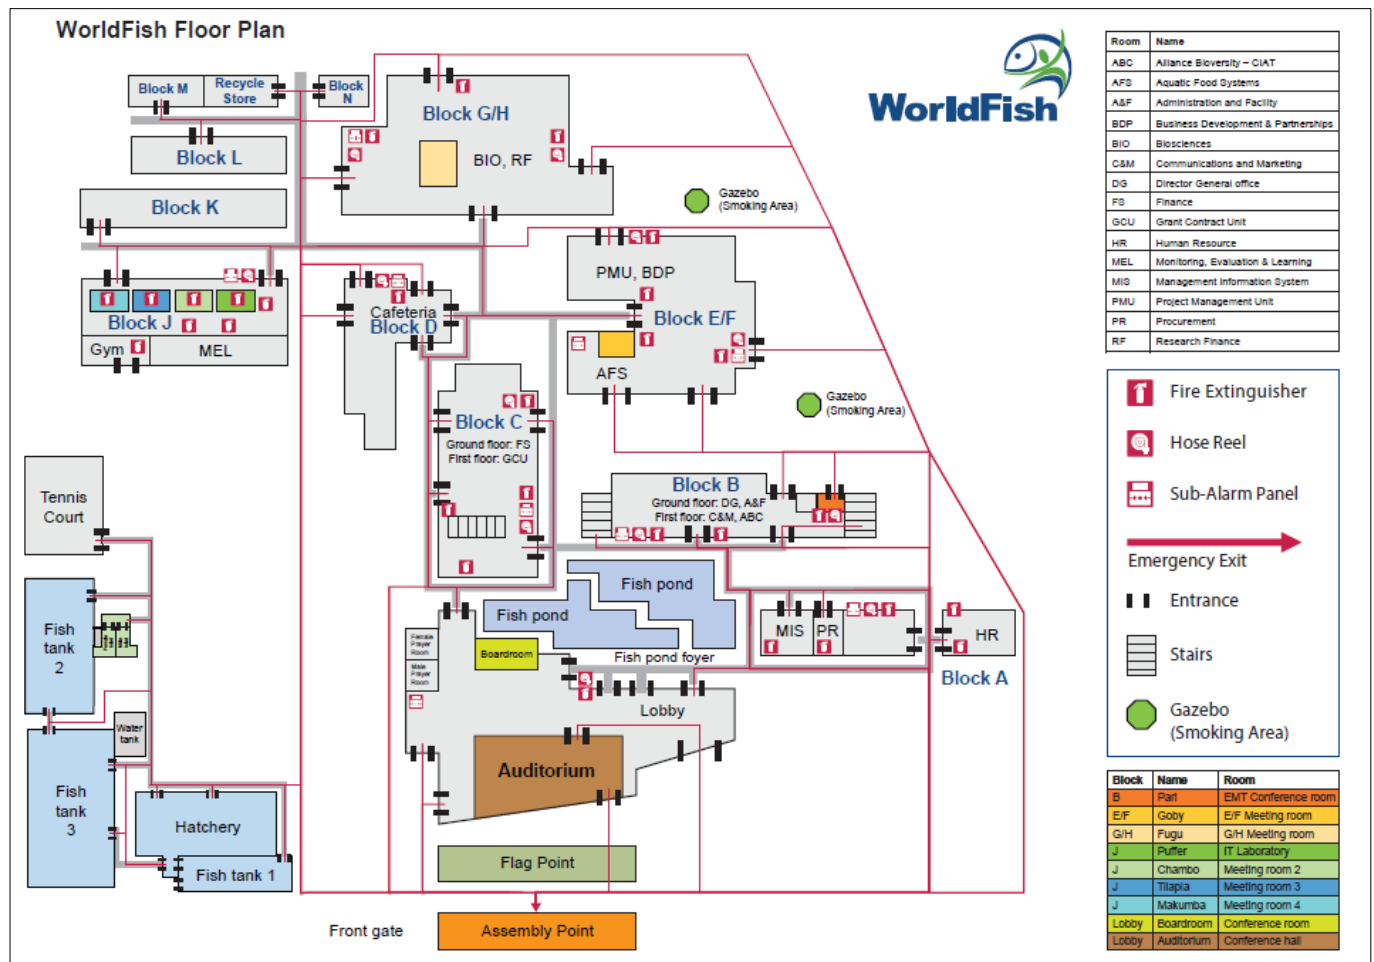 WorldFish Floor Plan
WorldFish
Block M
Recycle
Store
Block
N
Block G/H
BIO, RF
Block L
Block K
Gazebo
(Smoking Area)
PMU, BDP
Block E/F
AFS
Cafeteria
Block D
Block J
Gym
MEL
Gazebo
(Smoking Area)
Block C
Ground floor: FS
First floor: GCU
Block B
Ground floor: DG, A&F
First floor: C&M, ABC
Tennis
Court
Fish
tank
2
Water
tank
Fish
tank
3
Hatchery
Fish tank 1
Fish pond
Fish pond
Fish pond foyer
Female
Prayer
Room
Male
Prayer
Room
Boardroom
Lobby
Auditorium
MIS
PR
HR
Block A
Flag Point
Front gate
Assembly Point
Room Name
ABC Alliance Bioversity – CIAT
AFS Aquatic Food Systems
A&F Administration and Facility
BDP Business Development & Partnerships
BIO Biosciences
C&M Communications and Marketing
DG Director General office
FS Finance
GCU Grant Contract Unit
HR Human Resource
MEL Monitoring, Evaluation & Learning
MIS Management Information System
PMU Project Management Unit
PR Procurement
RF Research Finance
Fire Extinguisher
Hose Reel
Sub-Alarm Panel
Emergency Exit
Entrance
Stairs
Gazebo
(Smoking Area)
Block Name Room
B Pari EMT Conference room
E/F Goby E/F Meeting room
G/H Fugu G/H Meeting room
J Puffer IT Laboratory
J Chambo Meeting room 2
J Tilapia Meeting room 3
J Makumba Meeting room 4
Lobby Boardroom Conference room
Lobby Auditorium Conference hall